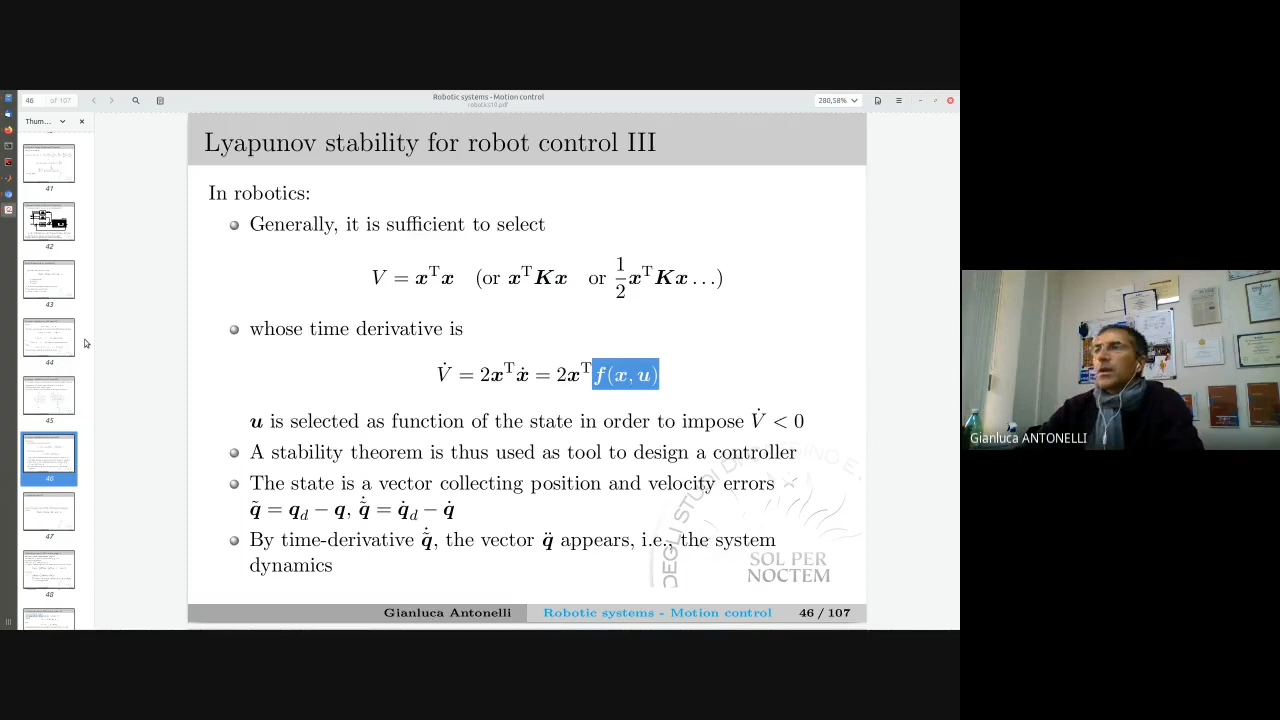 46 of 107
Robotic systems - Motion control
robotics10.pdf
280,58%
Thum...
41
42
43
44
45
46
47
48
Lyapunov stability for robot control III
In robotics:
Generally, it is sufficient to select
V = xᵀx (or xᵀKx or 1/2 xᵀKx ...)
whose time derivative is
V̇ = 2xᵀẋ = 2xᵀf(x, u)
u is selected as function of the state in order to impose V̇ < 0
A stability theorem is thus used as tool to design a controller
The state is a vector collecting position and velocity errors
q̃ = q_d − q, q̃̇ = q̇_d − q̇
By time-derivative q̃̇, the vector q̈ appears, i.e., the system
dynamics
DEGLI STUDI
SOL PER
NOCTEM
Gianluca Antonelli Robotic systems - Motion control 46 / 107
Gianluca ANTONELLI